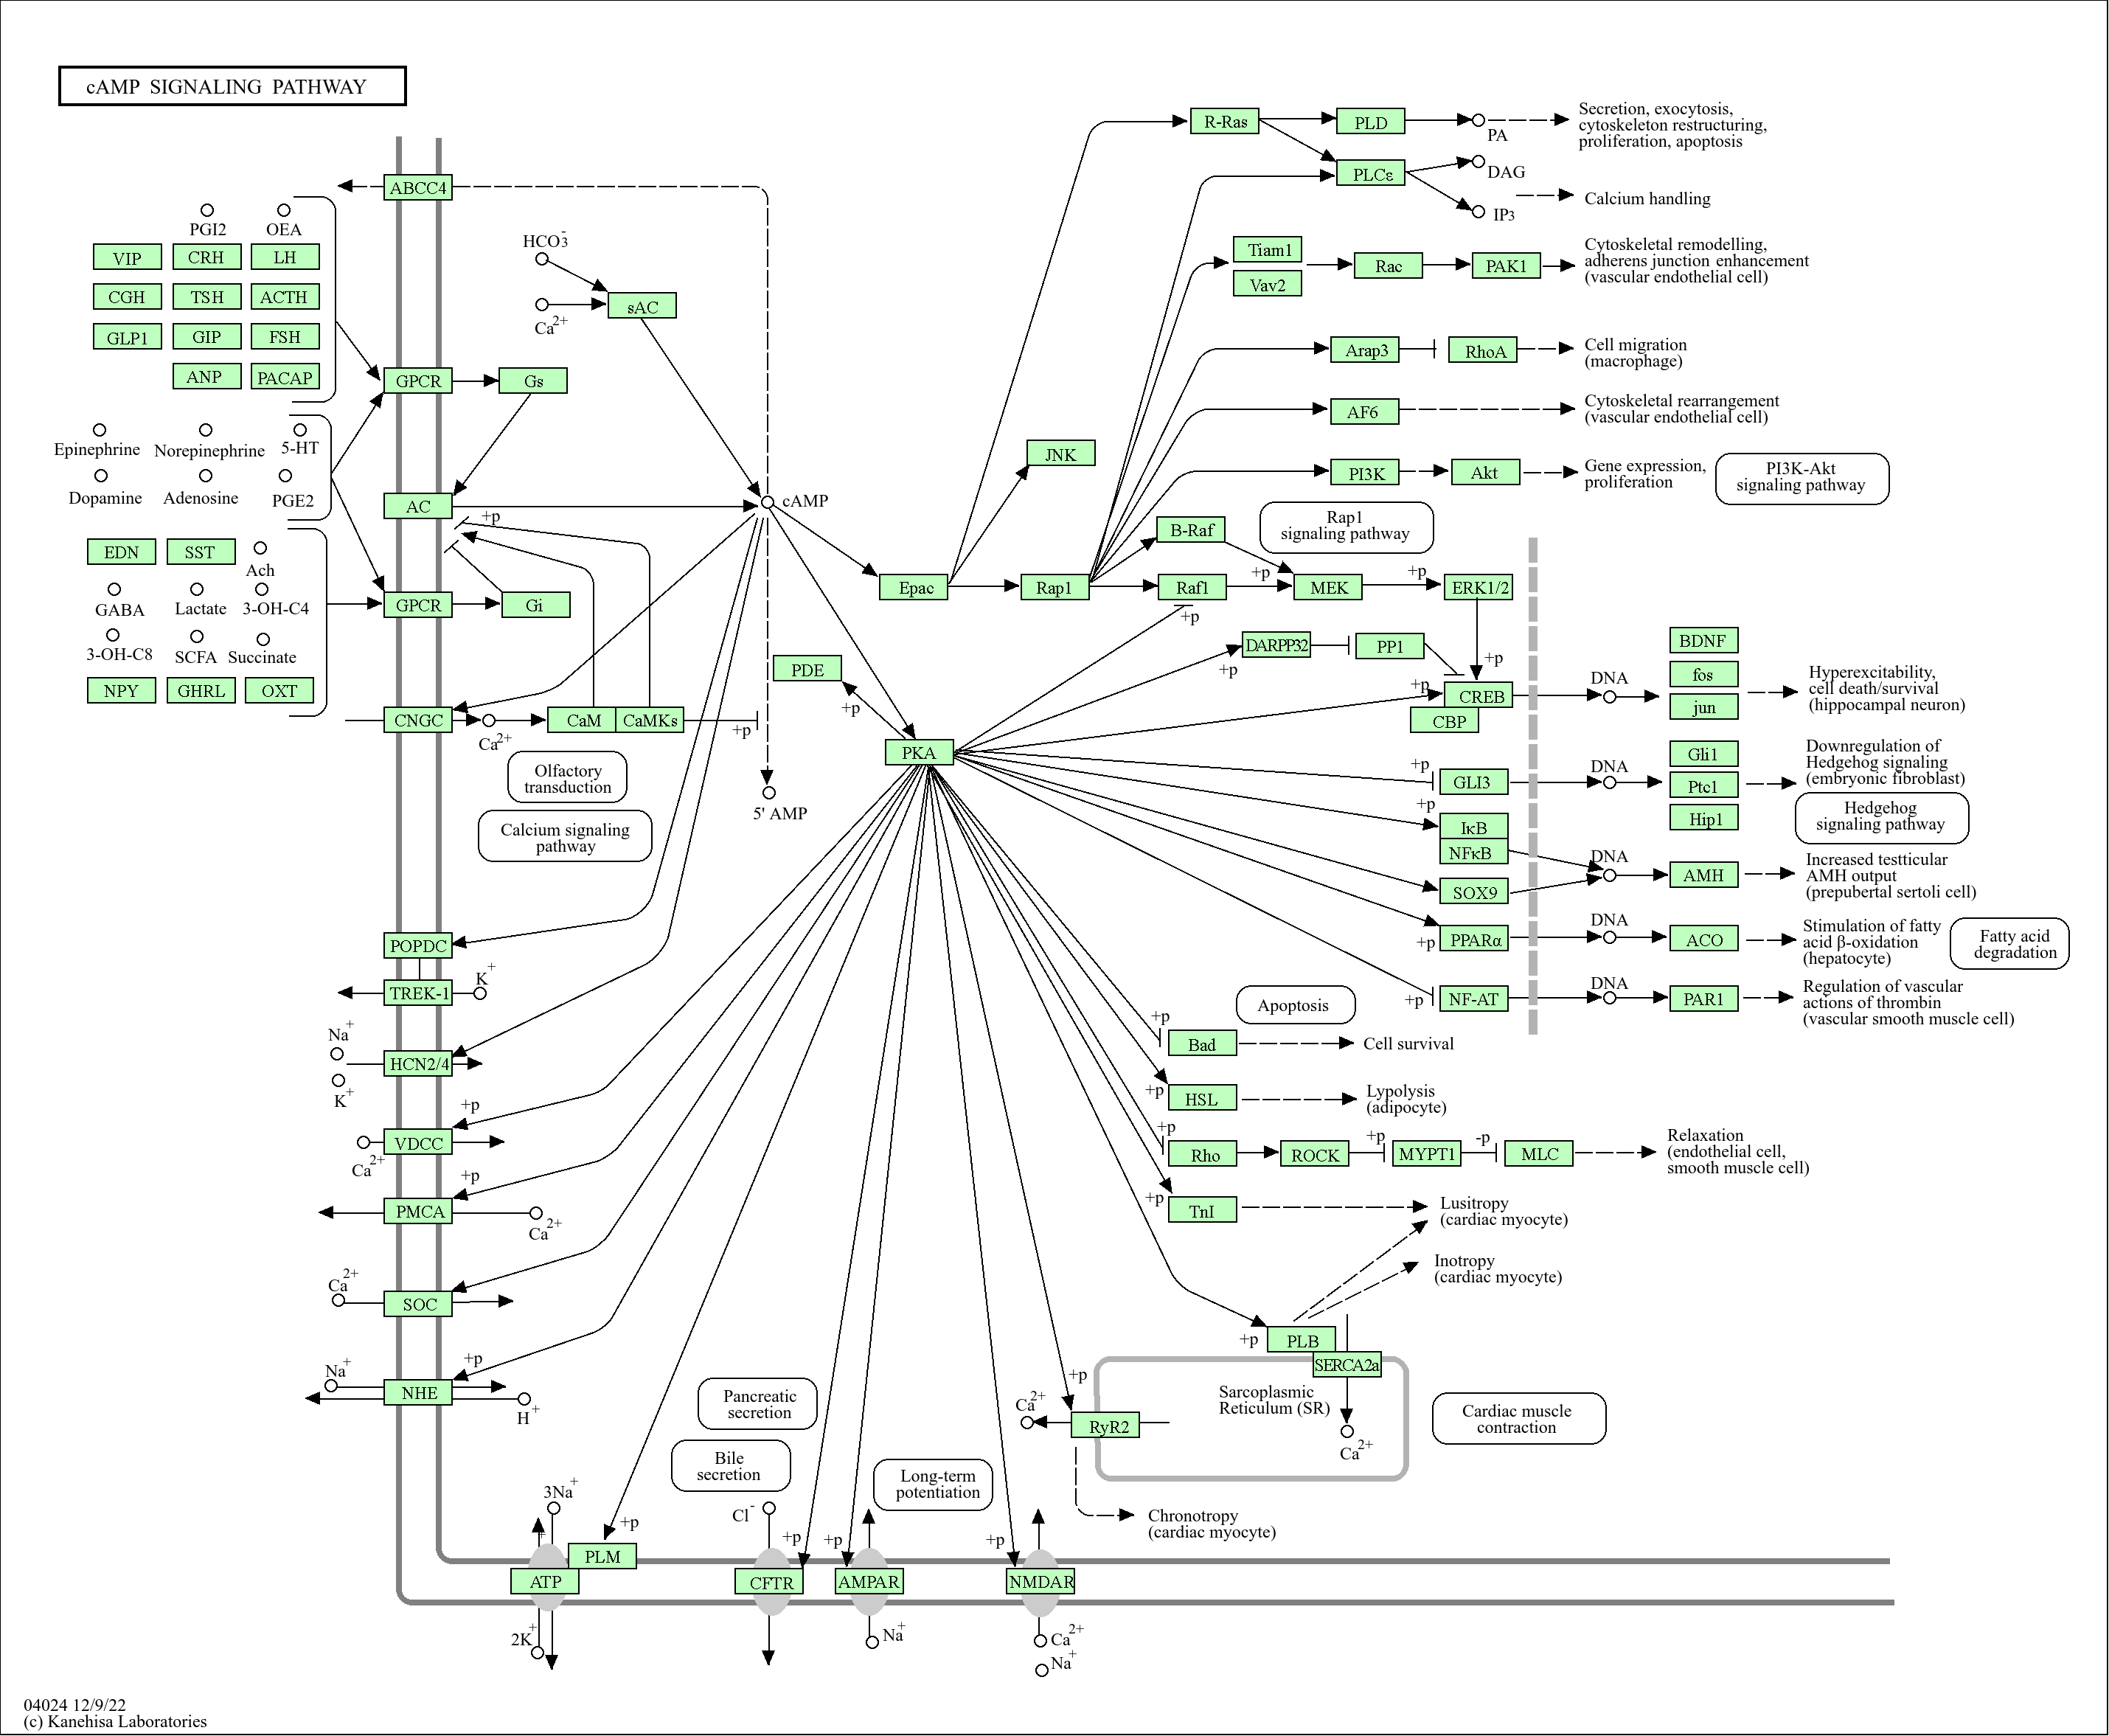 cAMP SIGNALING PATHWAY
R-Ras
PLD
PA
Secretion, exocytosis,
cytoskeleton restructuring,
proliferation, apoptosis
PLCε
DAG
IP3
Calcium handling
ABCC4
PGI2
OEA
VIP
CRH
LH
CGH
TSH
ACTH
GLP1
GIP
FSH
ANP
PACAP
HCO3-
Ca2+
sAC
Tiam1
Vav2
Rac
PAK1
Cytoskeletal remodelling,
adherens junction enhancement
(vascular endothelial cell)
Arap3
RhoA
Cell migration
(macrophage)
GPCR
Gs
AF6
Cytoskeletal rearrangement
(vascular endothelial cell)
Epinephrine
Norepinephrine
5-HT
Dopamine
Adenosine
PGE2
JNK
PI3K
Akt
Gene expression,
proliferation
PI3K-Akt
signaling pathway
AC
+p
cAMP
B-Raf
Rap1
signaling pathway
EDN
SST
Ach
GABA
Lactate
3-OH-C4
3-OH-C8
SCFA
Succinate
NPY
GHRL
OXT
GPCR
Gi
Epac
Rap1
Raf1
+p
MEK
+p
ERK1/2
+p
DARPP32
+p
PP1
+p
+p
CREB
CBP
DNA
BDNF
fos
jun
Hyperexcitability,
cell death/survival
(hippocampal neuron)
PDE
+p
CNGC
Ca2+
CaM
CaMKs
+p
PKA
Olfactory
transduction
Calcium signaling
pathway
5' AMP
+p
GLI3
DNA
Gli1
Ptc1
Hip1
Downregulation of
Hedgehog signaling
(embryonic fibroblast)
Hedgehog
signaling pathway
+p
IκB
NFκB
DNA
SOX9
AMH
Increased testticular
AMH output
(prepubertal sertoli cell)
+p
PPARα
DNA
ACO
Stimulation of fatty
acid β-oxidation
(hepatocyte)
Fatty acid
degradation
+p
NF-AT
DNA
PAR1
Regulation of vascular
actions of thrombin
(vascular smooth muscle cell)
POPDC
TREK-1
K+
Na+
K+
HCN2/4
+p
VDCC
Ca2+
+p
PMCA
Ca2+
Ca2+
SOC
+p
Na+
NHE
H+
Apoptosis
+p
Bad
Cell survival
+p
HSL
Lypolysis
(adipocyte)
+p
Rho
ROCK
+p
MYPT1
-p
MLC
Relaxation
(endothelial cell,
smooth muscle cell)
+p
TnI
Lusitropy
(cardiac myocyte)
Inotropy
(cardiac myocyte)
+p
PLB
SERCA2a
Sarcoplasmic
Reticulum (SR)
Ca2+
+p
Ca2+
RyR2
Cardiac muscle
contraction
Chronotropy
(cardiac myocyte)
Pancreatic
secretion
Bile
secretion
Long-term
potentiation
3Na+
+p
PLM
ATP
2K+
Cl-
+p
CFTR
+p
AMPAR
Na+
+p
NMDAR
Ca2+
Na+
04024 12/9/22
(c) Kanehisa Laboratories